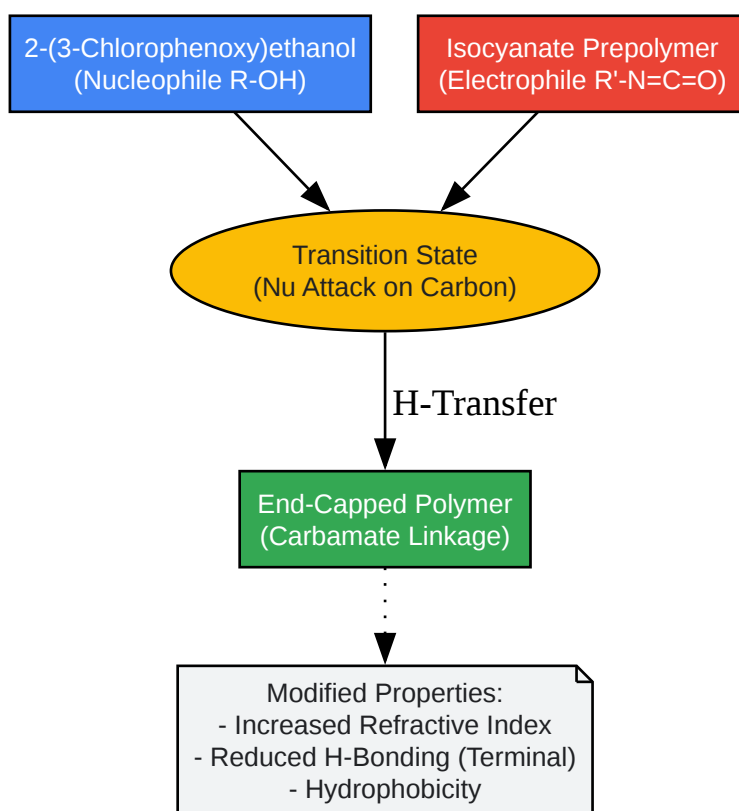 2-(3-Chlorophenoxy)ethanol
(Nucleophile R-OH)
Isocyanate Prepolymer
(Electrophile R'-N=C=O)
Transition State
(Nu Attack on Carbon)
H-Transfer
End-Capped Polymer
(Carbamate Linkage)
Modified Properties:
- Increased Refractive Index
- Reduced H-Bonding (Terminal)
- Hydrophobicity